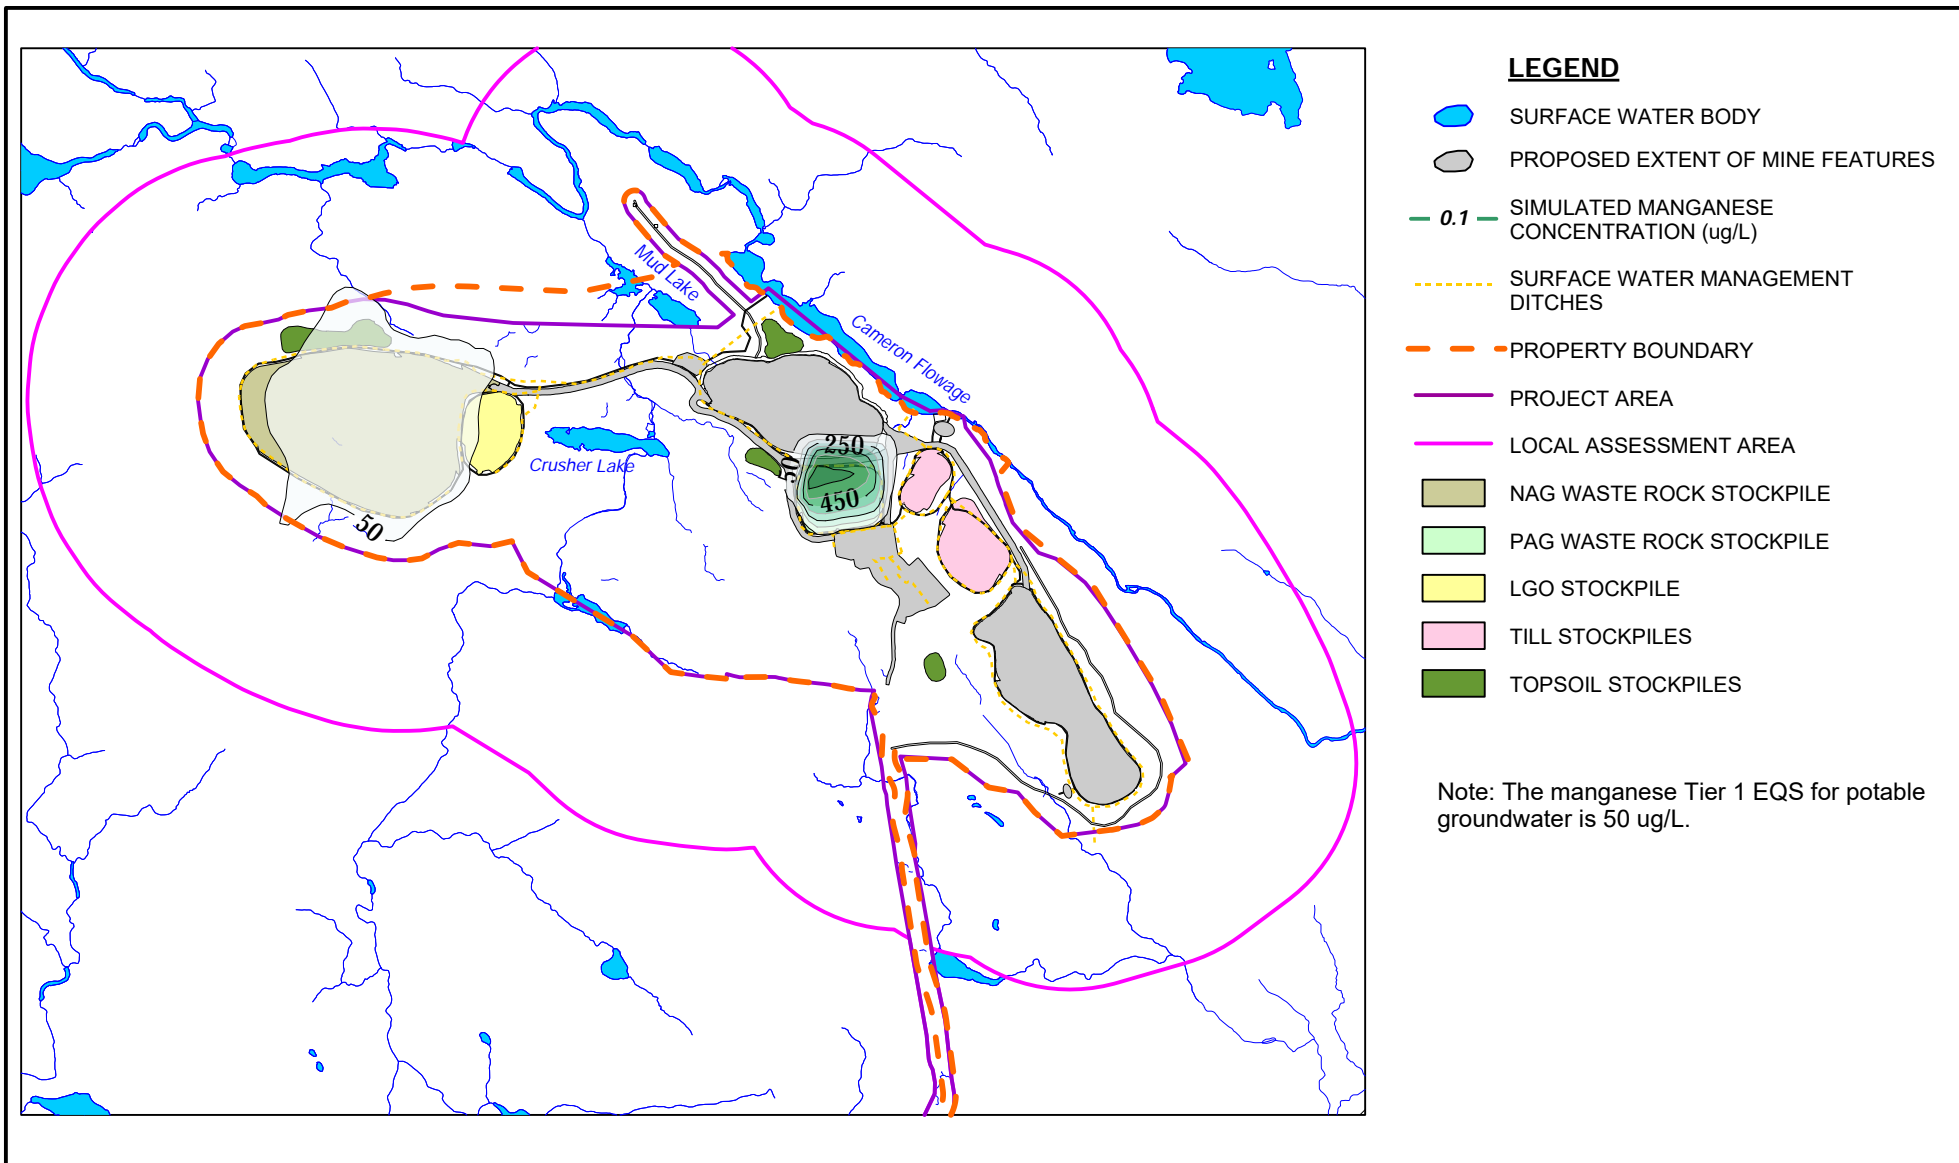 LEGEND
SURFACE WATER BODY
PROPOSED EXTENT OF MINE FEATURES
0.1
SIMULATED MANGANESE
CONCENTRATION (ug/L)
SURFACE WATER MANAGEMENT
DITCHES
PROPERTY BOUNDARY
PROJECT AREA
LOCAL ASSESSMENT AREA
NAG WASTE ROCK STOCKPILE
PAG WASTE ROCK STOCKPILE
LGO STOCKPILE
TILL STOCKPILES
TOPSOIL STOCKPILES
Note: The manganese Tier 1 EQS for potable
groundwater is 50 ug/L.
Mud Lake
Cameron Flowage
Crusher Lake
250
50
450
50